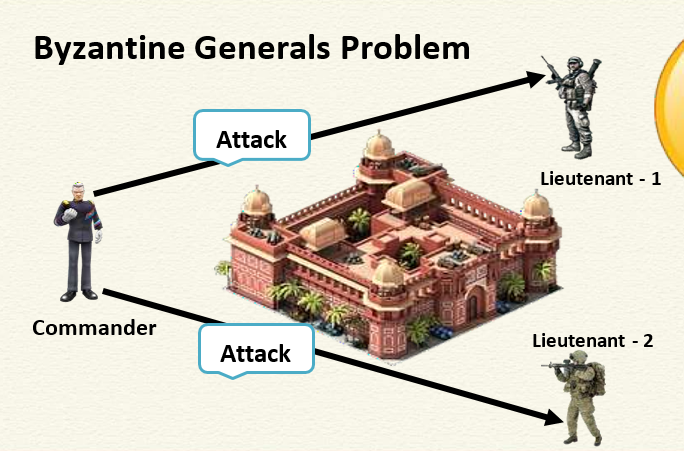 Byzantine Generals Problem
Attack
Lieutenant - 1
Commander
Attack
Lieutenant - 2